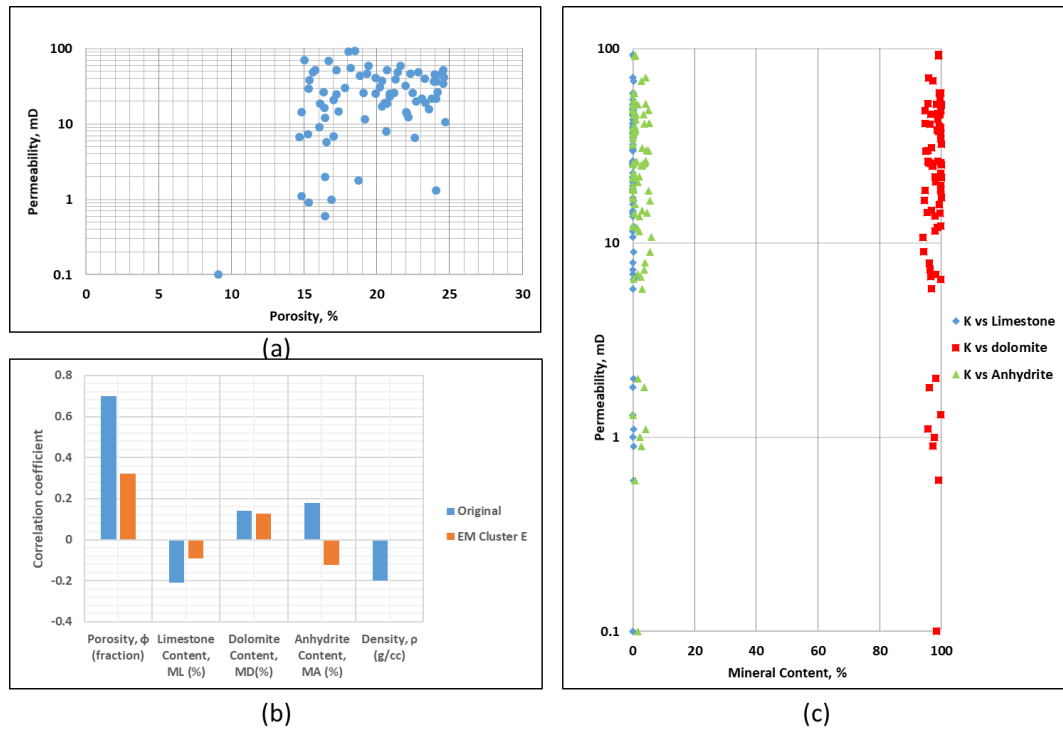 100
10
1
0.1
Permeability, mD
0 5 10 15 20 25 30
Porosity, %
(a)
0.8
0.6
0.4
0.2
0
-0.2
-0.4
Correlation coefficient
Original
EM Cluster E
Porosity, ϕ (fraction)
Limestone Content, ML (%)
Dolomite Content, MD(%)
Anhydrite Content, MA (%)
Density, ρ (g/cc)
(b)
100
10
1
0.1
Permeability, mD
K vs Limestone
K vs dolomite
K vs Anhydrite
0 20 40 60 80 100
Mineral Content, %
(c)